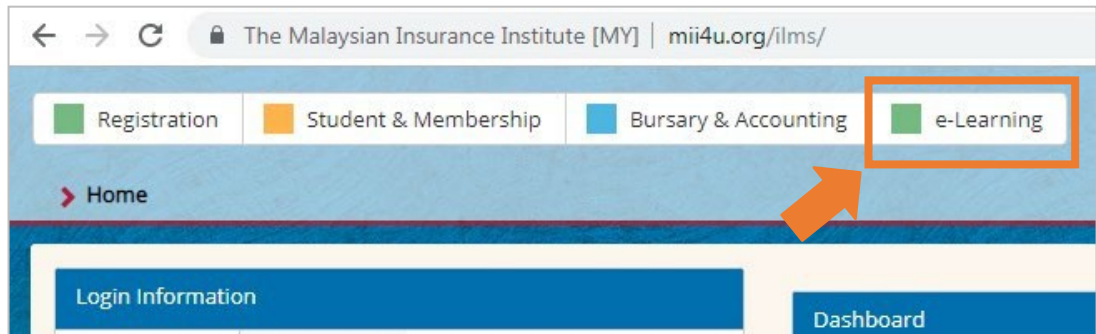 The Malaysian Insurance Institute [MY] | mii4u.org/ilms/
Registration Student & Membership Bursary & Accounting e-Learning
Home
Login Information
Dashboard